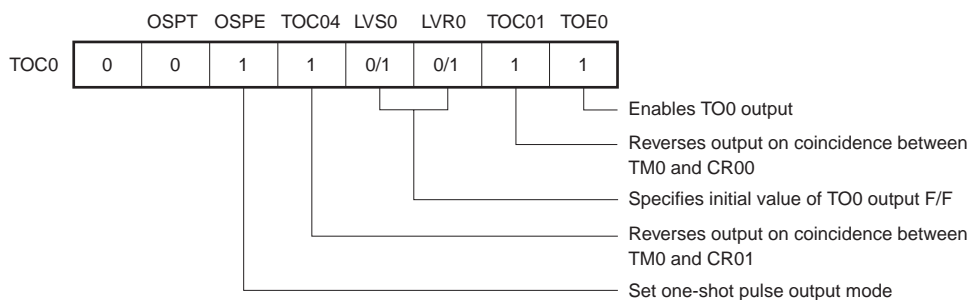 OSPT OSPE TOC04 LVS0 LVR0 TOC01 TOE0
TOC0 0 0 1 1 0/1 0/1 1 1
Enables TO0 output
Reverses output on coincidence between
TM0 and CR00
Specifies initial value of TO0 output F/F
Reverses output on coincidence between
TM0 and CR01
Set one-shot pulse output mode